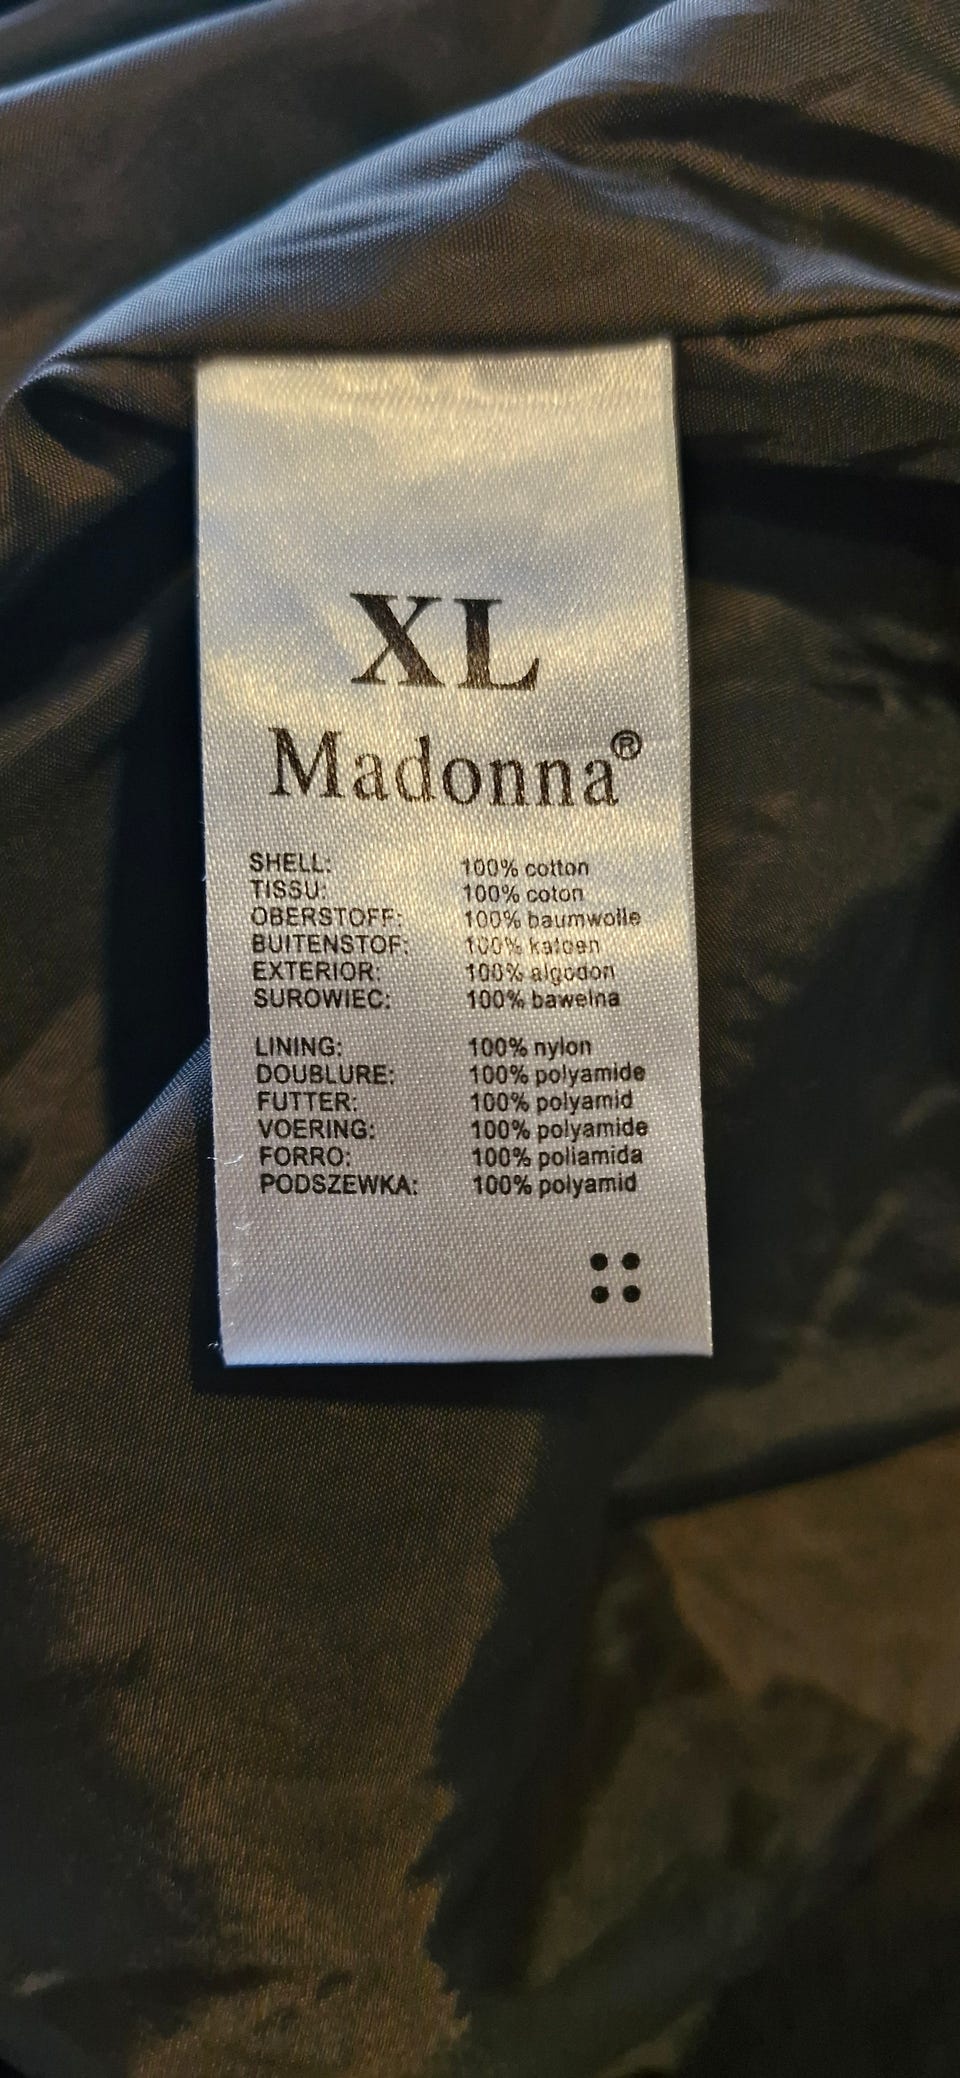 XL
Madonna®
SHELL: 100% cotton
TISSU: 100% coton
OBERSTOFF: 100% baumwolle
BUITENSTOF: 100% katoen
EXTERIOR: 100% algodon
SUROWIEC: 100% bawelna
LINING: 100% nylon
DOUBLURE: 100% polyamide
FUTTER: 100% polyamid
VOERING: 100% polyamide
FORRO: 100% poliamida
PODSZEWKA: 100% polyamid